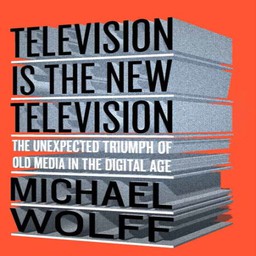 TELEVISION
IS THE NEW
TELEVISION
THE UNEXPECTED TRIUMPH OF
OLD MEDIA IN THE DIGITAL AGE
MICHAEL
WOLFF